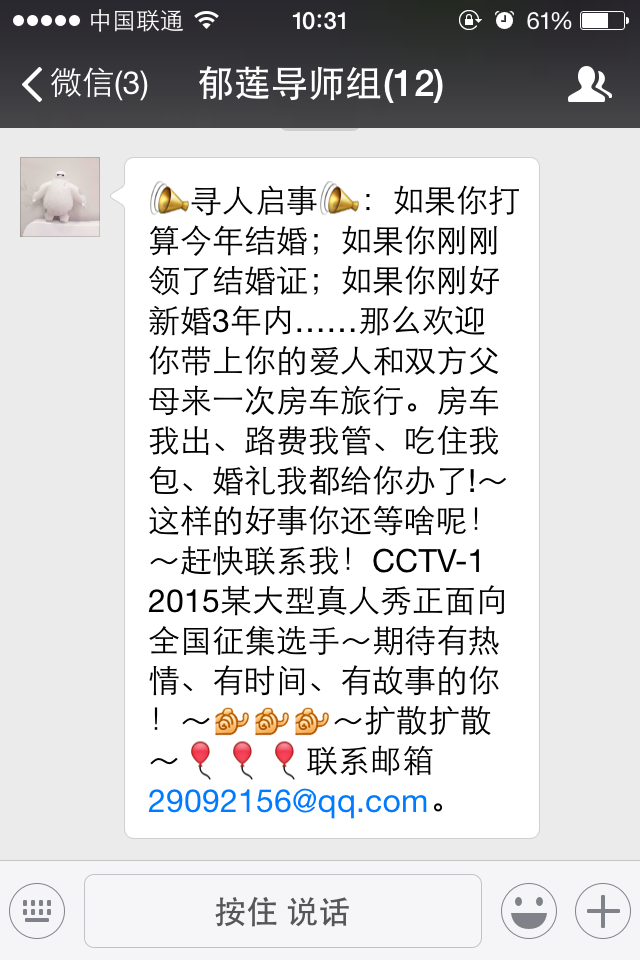 中国联通
10:31
61%
微信(3)
郁莲导师组(12)
寻人启事：如果你打
算今年结婚；如果你刚刚
领了结婚证；如果你刚好
新婚3年内……那么欢迎
你带上你的爱人和双方父
母来一次房车旅行。房车
我出、路费我管、吃住我
包、婚礼我都给你办了!～
这样的好事你还等啥呢！
～赶快联系我！CCTV-1
2015某大型真人秀正面向
全国征集选手～期待有热
情、有时间、有故事的你
！～🐚🐚🐚～扩散扩散
～🎈🎈🎈联系邮箱
29092156@qq.com。
按住 说话